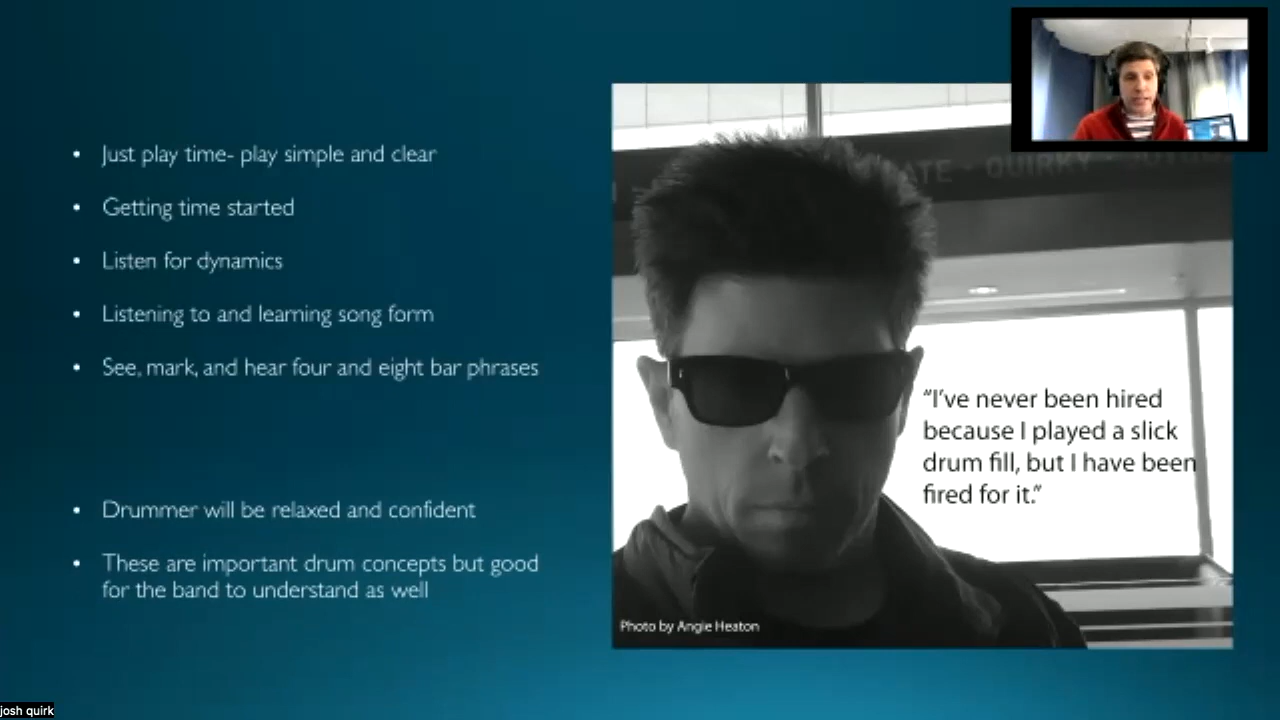 • Just play time- play simple and clear
• Getting time started
• Listen for dynamics
• Listening to and learning song form
• See, mark, and hear four and eight bar phrases
• Drummer will be relaxed and confident
• These are important drum concepts but good
for the band to understand as well
QUIRKY
“I’ve never been hired
because I played a slick
drum fill, but I have been
fired for it.”
Photo by Angie Heaton
josh quirk